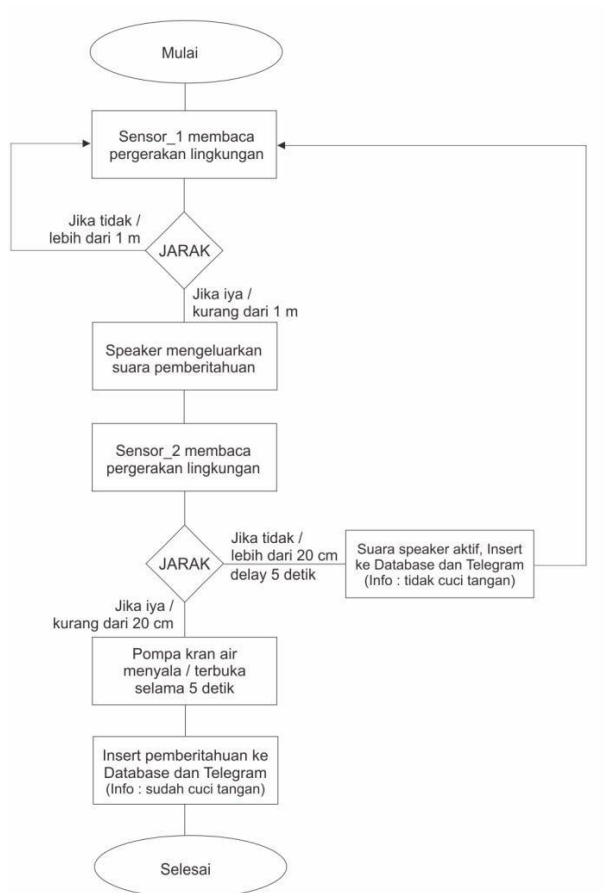 Mulai
Sensor_1 membaca
pergerakan lingkungan
Jika tidak /
lebih dari 1 m
JARAK
Jika iya /
kurang dari 1 m
Speaker mengeluarkan
suara pemberitahuan
Sensor_2 membaca
pergerakan lingkungan
JARAK
Jika tidak /
lebih dari 20 cm
delay 5 detik
Suara speaker aktif, Insert
ke Database dan Telegram
(Info : tidak cuci tangan)
Jika iya /
kurang dari 20 cm
Pompa kran air
menyala / terbuka
selama 5 detik
Insert pemberitahuan ke
Database dan Telegram
(Info : sudah cuci tangan)
Selesai